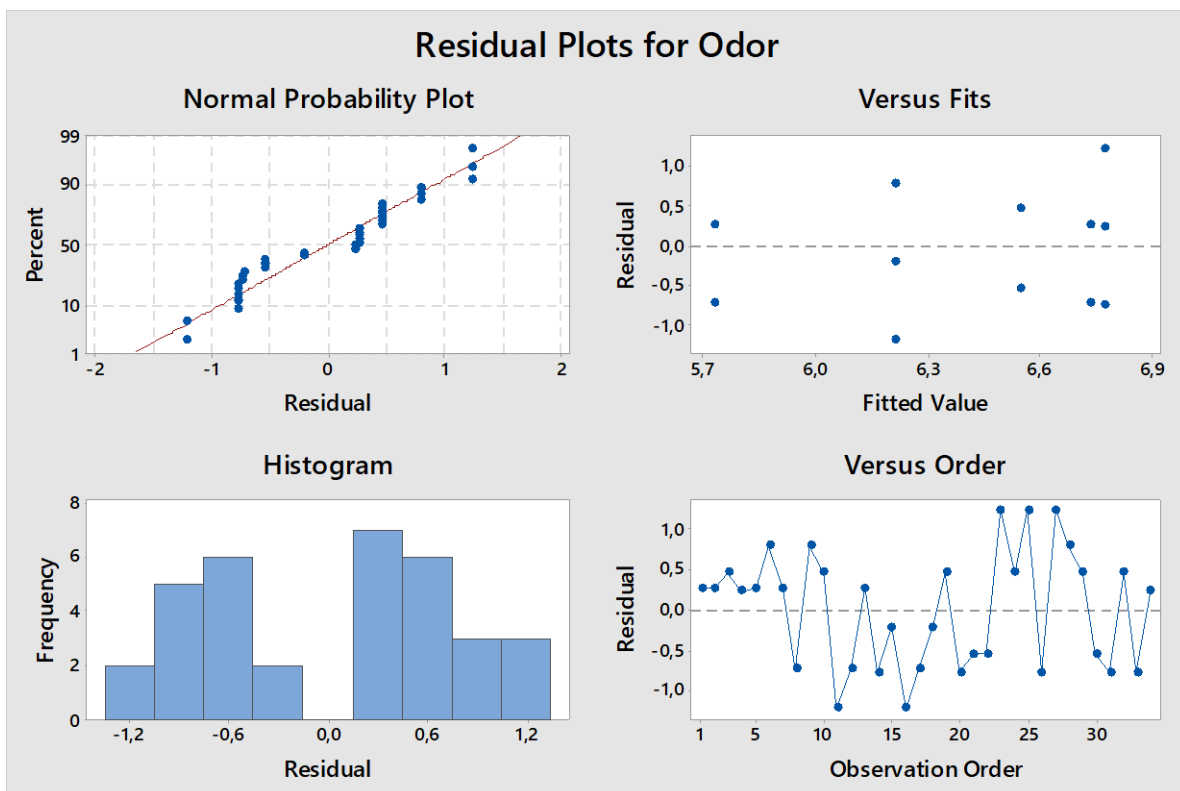 Residual Plots for Odor
Normal Probability Plot
Percent
99
90
50
10
1
-2 -1 0 1 2
Residual
Versus Fits
Residual
1,0
0,5
0,0
-0,5
-1,0
5,7 6,0 6,3 6,6 6,9
Fitted Value
Histogram
Frequency
8
6
4
2
0
-1,2 -0,6 0,0 0,6 1,2
Residual
Versus Order
Residual
1,0
0,5
0,0
-0,5
-1,0
1 5 10 15 20 25 30
Observation Order